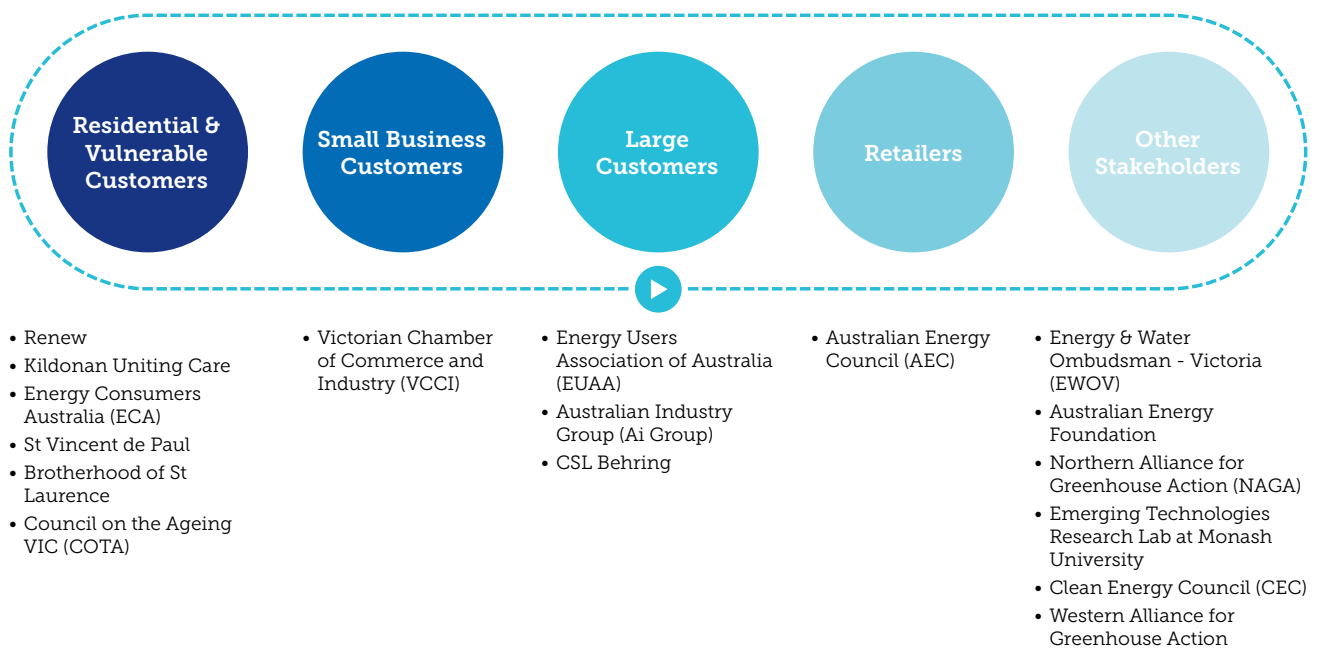 Residential &
Vulnerable
Customers
Small Business
Customers
Large
Customers
Retailers
Other
Stakeholders
• Renew
• Kildonan Uniting Care
• Energy Consumers
Australia (ECA)
• St Vincent de Paul
• Brotherhood of St
Laurence
• Council on the Ageing
VIC (COTA)
• Victorian Chamber
of Commerce and
Industry (VCCI)
• Energy Users
Association of Australia
(EUAA)
• Australian Industry
Group (Ai Group)
• CSL Behring
• Australian Energy
Council (AEC)
• Energy & Water
Ombudsman - Victoria
(EWOV)
• Australian Energy
Foundation
• Northern Alliance for
Greenhouse Action (NAGA)
• Emerging Technologies
Research Lab at Monash
University
• Clean Energy Council (CEC)
• Western Alliance for
Greenhouse Action